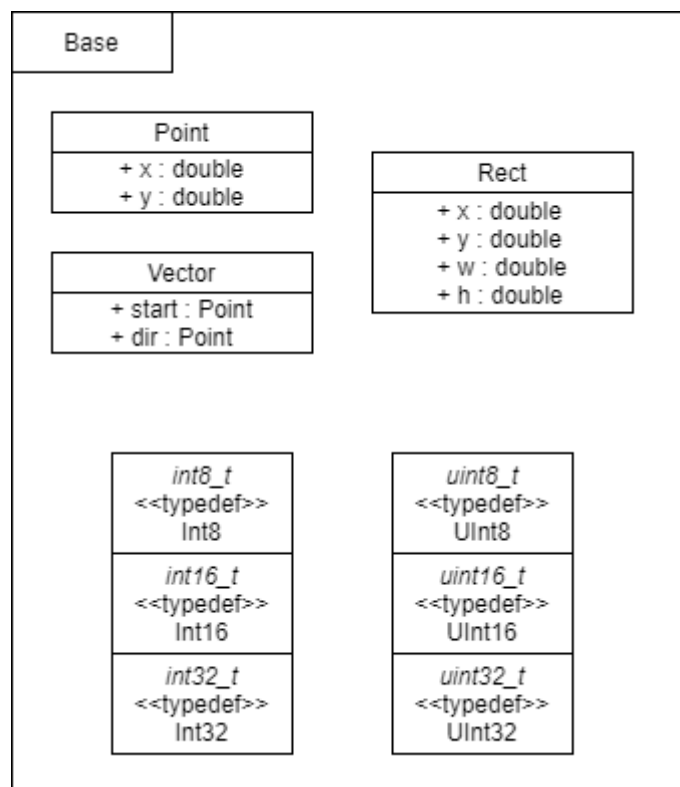 Base
Point
+ x : double
+ y : double
Rect
+ x : double
+ y : double
+ w : double
+ h : double
Vector
+ start : Point
+ dir : Point
int8_t
<<typedef>>
Int8
int16_t
<<typedef>>
Int16
int32_t
<<typedef>>
Int32
uint8_t
<<typedef>>
UInt8
uint16_t
<<typedef>>
UInt16
uint32_t
<<typedef>>
UInt32